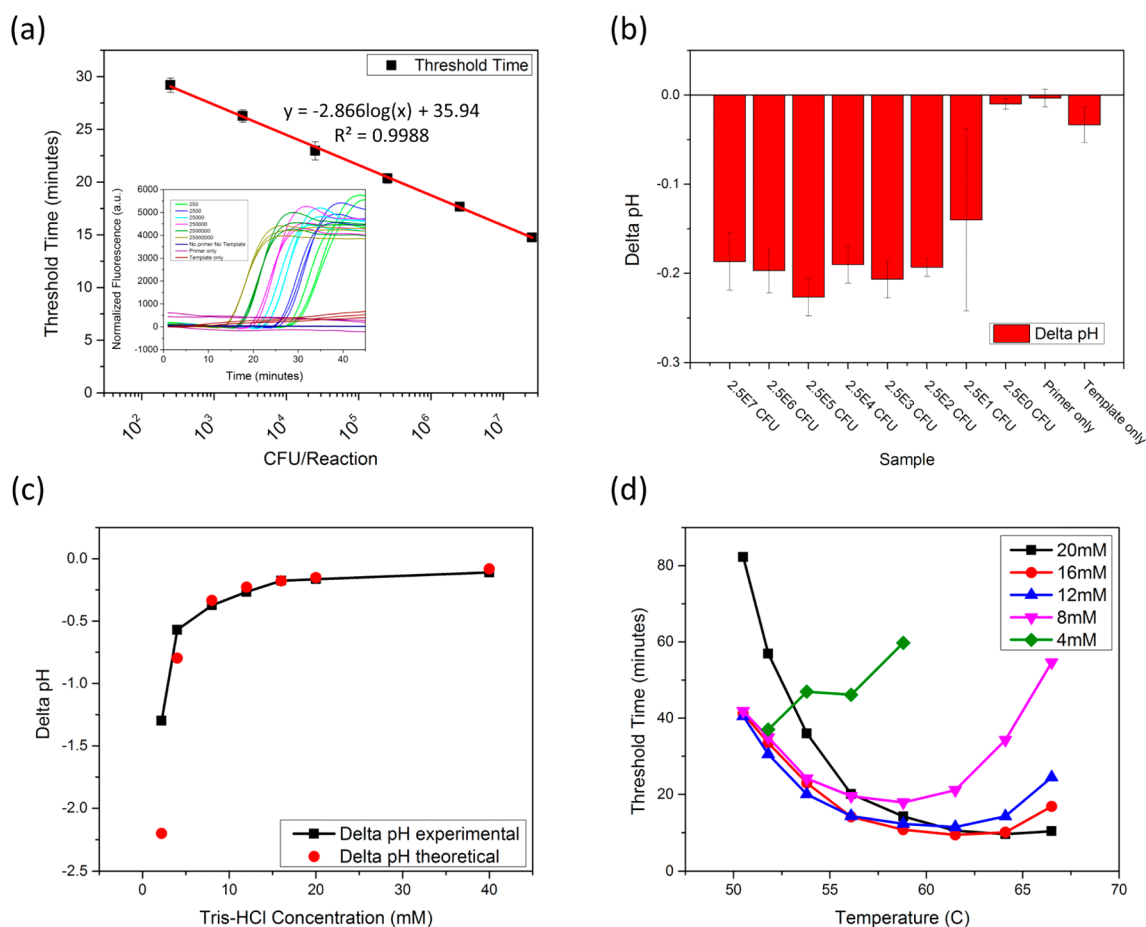 (a)
Threshold Time
y = -2.866log(x) + 35.94
R² = 0.9988
30
25
20
15
10
5
0
Threshold Time (minutes)
10²
10³
10⁴
10⁵
10⁶
10⁷
CFU/Reaction
6000
5000
4000
3000
2000
1000
0
-1000
Normalized Fluorescence (a.u.)
250
2500
25000
250000
2500000
25000000
No primer No Template
Primer only
Template only
0
10
20
30
40
Time (minutes)
(b)
0.0
-0.1
-0.2
-0.3
Delta pH
Delta pH
2.5E7 CFU
2.5E6 CFU
2.5E5 CFU
2.5E4 CFU
2.5E3 CFU
2.5E2 CFU
2.5E1 CFU
2.5E0 CFU
Primer only
Template only
Sample
(c)
0.0
-0.5
-1.0
-1.5
-2.0
-2.5
Delta pH
Delta pH experimental
Delta pH theoretical
0
10
20
30
40
Tris-HCl Concentration (mM)
(d)
80
60
40
20
0
Threshold Time (minutes)
20mM
16mM
12mM
8mM
4mM
50
55
60
65
70
Temperature (C)